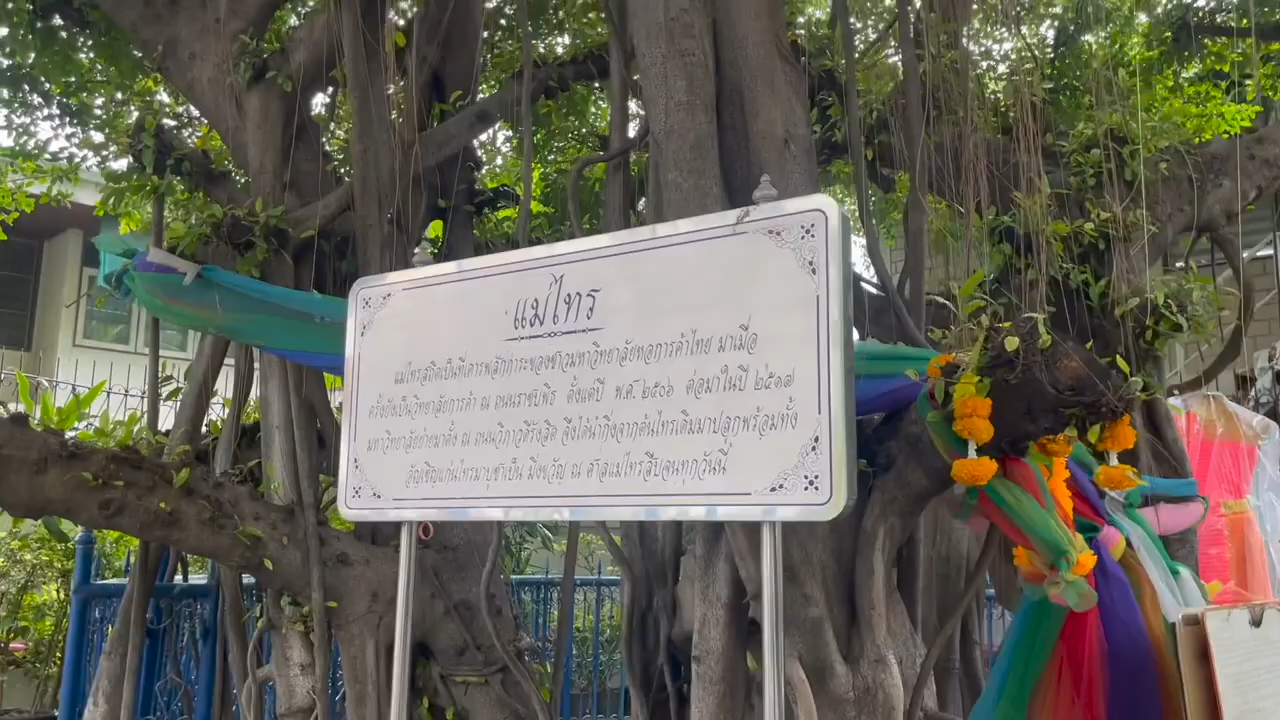 แม่ไทร
แม่ไทรสถิตเป็นที่เคารพสักการะของชาวมหาวิทยาลัยหอการค้าไทย มาเมื่อ
ครั้งยังเป็นวิทยาลัยการค้า ณ ถนนราชบพิธ ตั้งแต่ปี พ.ศ. ๒๕๐๖ ต่อมาในปี ๒๕๑๗
มหาวิทยาลัยย้ายมาตั้ง ณ ถนนวิภาวดีรังสิต จึงได้นำกิ่งจากต้นไทรเดิมมาปลูกพร้อมทั้ง
อัญเชิญแก่นไทรมาบูชาเป็น มิ่งขวัญ ณ ศาลแม่ไทรสืบจนทุกวันนี้